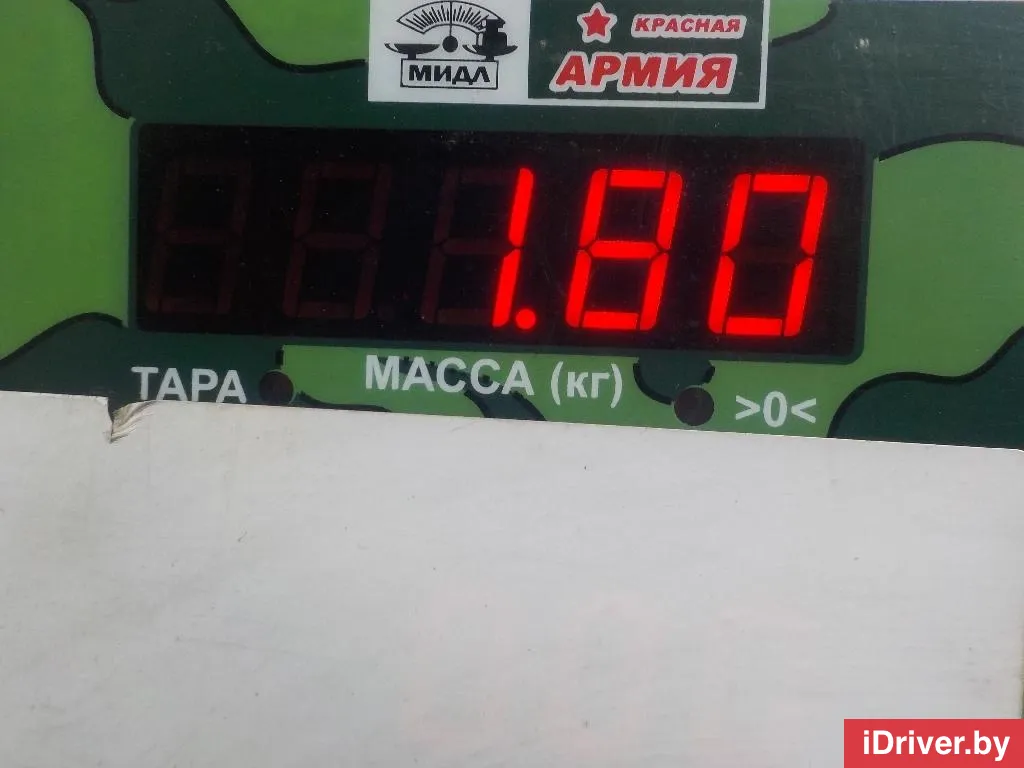 МИДЛ
КРАСНАЯ
АРМИЯ
1.80
ТАРА
МАССА (кг)
>0<
iDriver.by